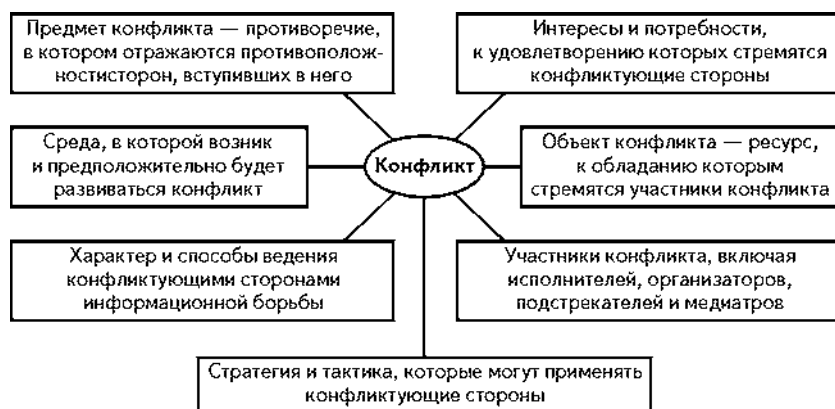 Предмет конфликта — противоречие,
в котором отражаются противополож-
ностисторон, вступивших в него
Интересы и потребности,
к удовлетворению которых стремятся
конфликтующие стороны
Среда, в которой возник
и предположительно будет
развиваться конфликт
Конфликт
Объект конфликта — ресурс,
к обладанию которым
стремятся участники конфликта
Характер и способы ведения
конфликтующими сторонами
информационной борьбы
Участники конфликта, включая
исполнителей, организаторов,
подстрекателей и медиатров
Стратегия и тактика, которые могут применять
конфликтующие стороны